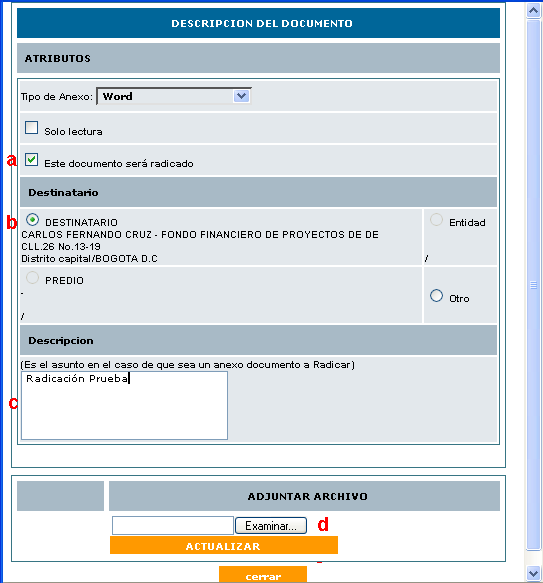 DESCRIPCION DEL DOCUMENTO
ATRIBUTOS
Tipo de Anexo: Word
Solo lectura
a Este documento será radicado
Destinatario
b DESTINATARIO
CARLOS FERNANDO CRUZ - FONDO FINANCIERO DE PROYECTOS DE DE
CLL.26 No.13-19
Distrito capital/BOGOTA D.C
Entidad
/
PREDIO
-
/
Otro
Descripcion
(Es el asunto en el caso de que sea un anexo documento a Radicar)
Radicación Prueba
c
ADJUNTAR ARCHIVO
Examinar... d
ACTUALIZAR
cerrar